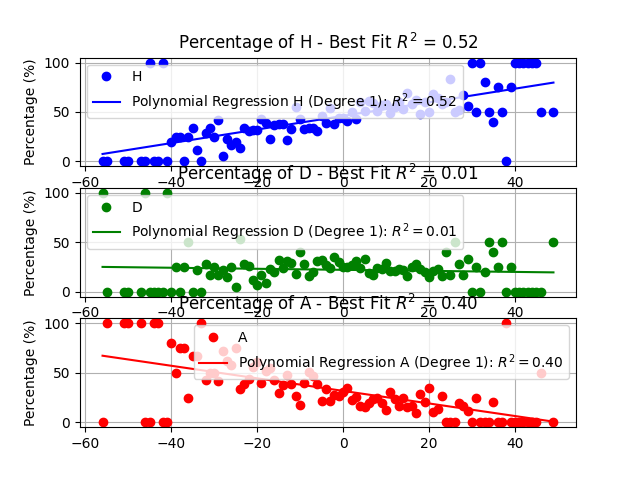 Percentage of H - Best Fit R² = 0.52
Percentage (%)
100
50
0
H
Polynomial Regression H (Degree 1): R² = 0.52
−60 −40 −20 0 20 40
Percentage of D - Best Fit R² = 0.01
Percentage (%)
100
50
0
D
Polynomial Regression D (Degree 1): R² = 0.01
−60 −40 −20 0 20 40
Percentage of A - Best Fit R² = 0.40
Percentage (%)
100
50
0
A
Polynomial Regression A (Degree 1): R² = 0.40
−60 −40 −20 0 20 40